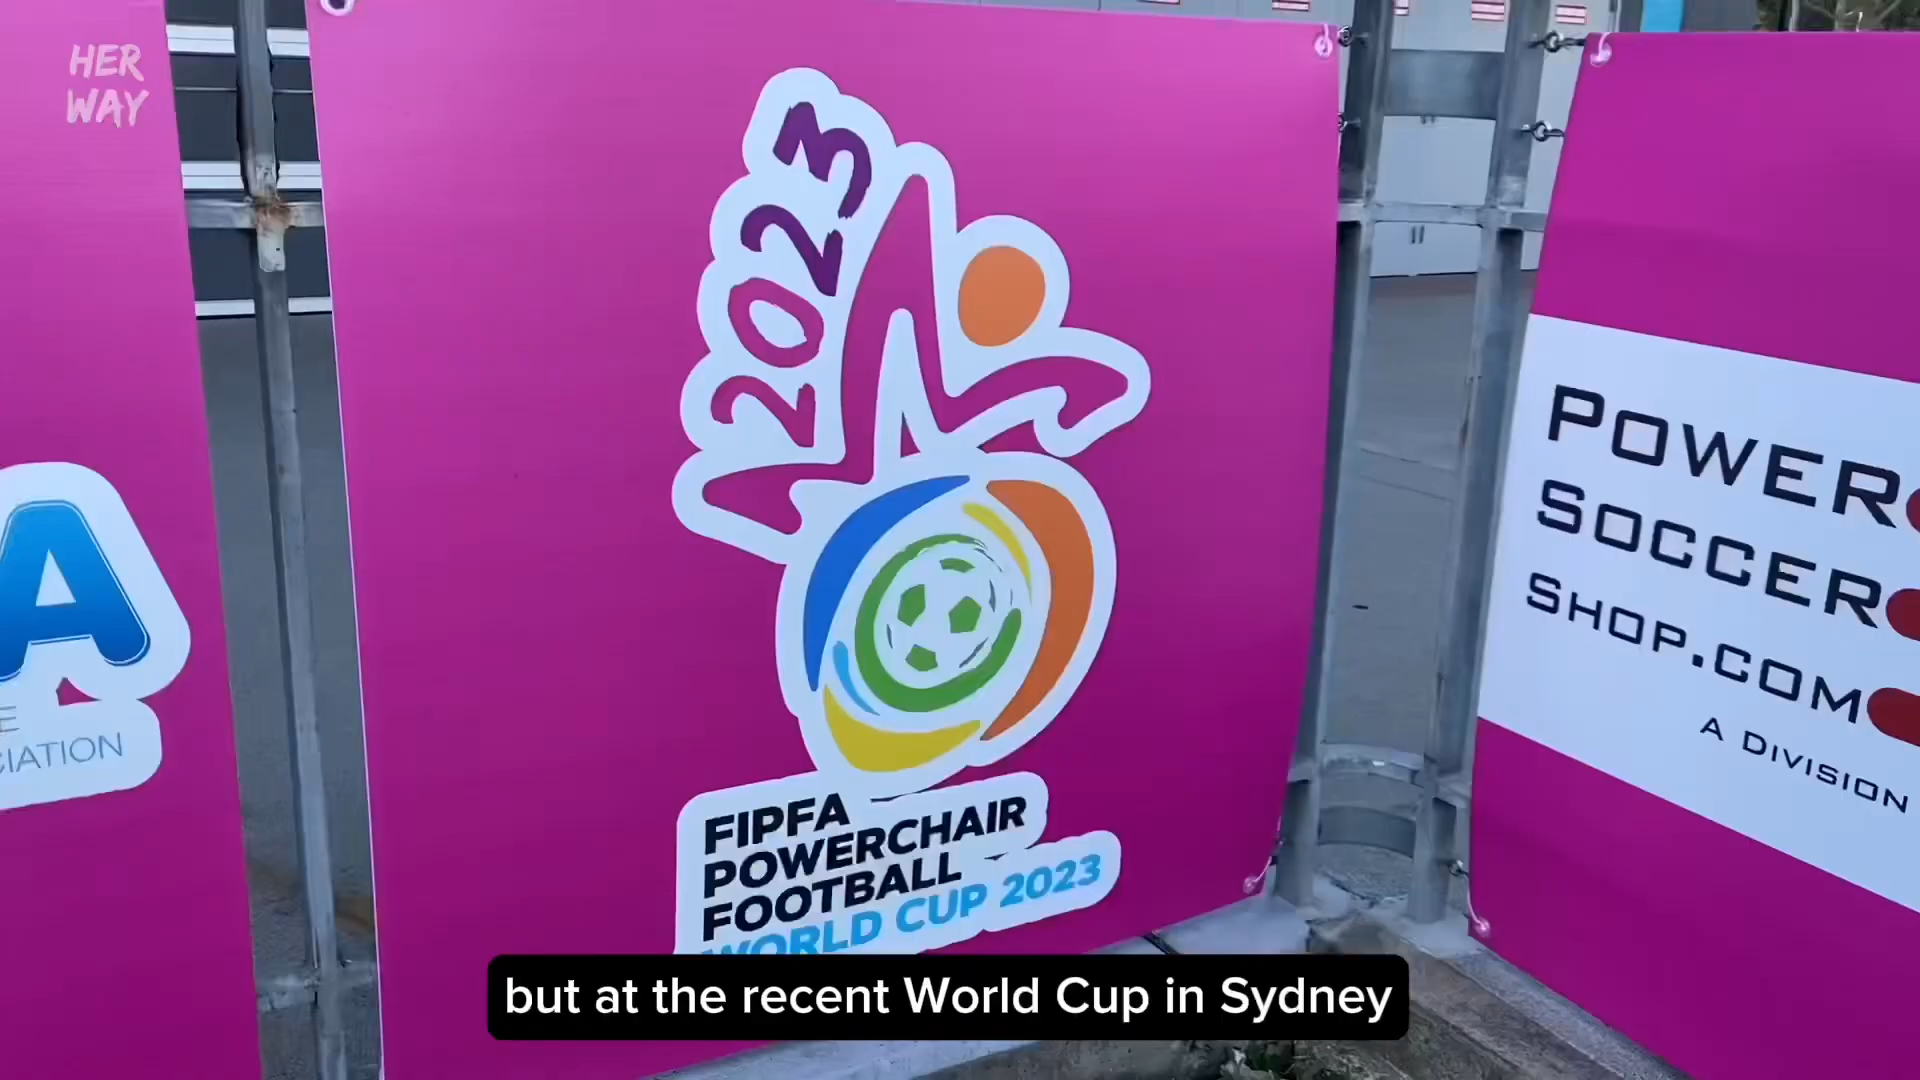 HER
WAY
2023
FIPFA
POWERCHAIR
FOOTBALL
WORLD CUP 2023
A
E
CIATION
POWER
SOCCER
SHOP.COM
A DIVISION
but at the recent World Cup in Sydney